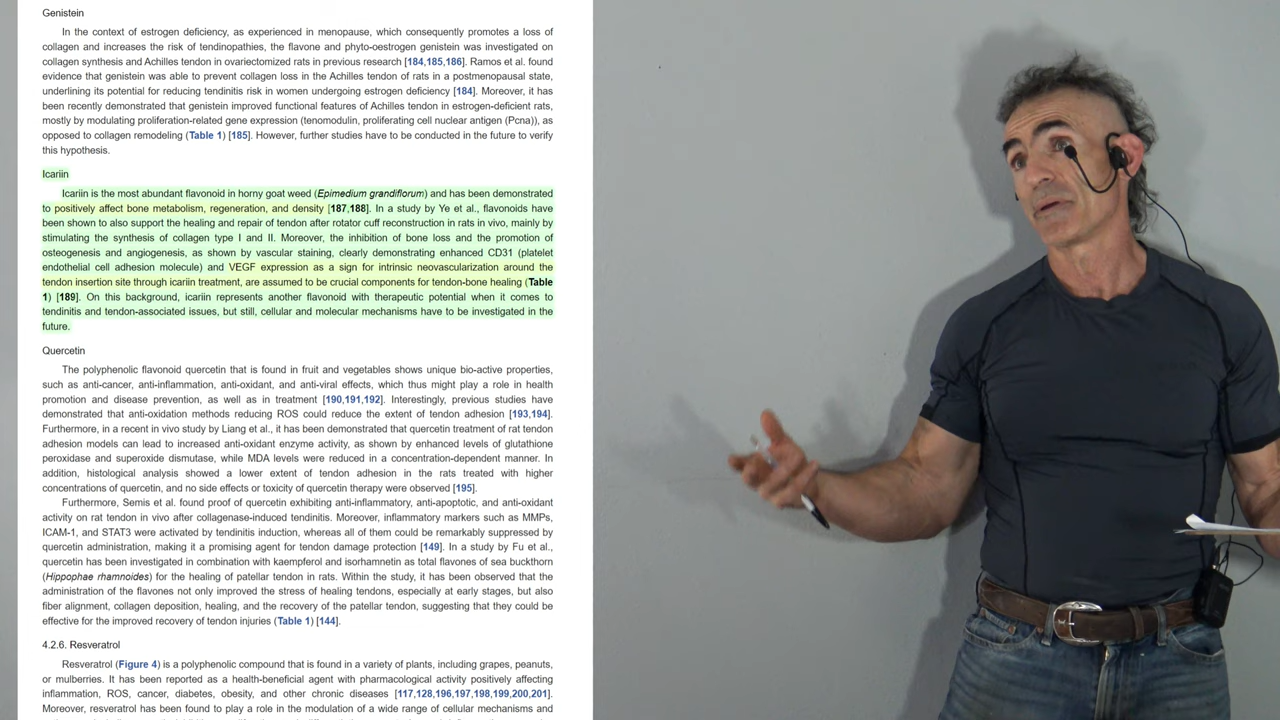 Genistein
In the context of estrogen deficiency, as experienced in menopause, which consequently promotes a loss of
collagen and increases the risk of tendinopathies, the flavone and phyto-oestrogen genistein was investigated on
collagen synthesis and Achilles tendon in ovariectomized rats in previous research [184,185,186]. Ramos et al. found
evidence that genistein was able to prevent collagen loss in the Achilles tendon of rats in a postmenopausal state,
underlining its potential for reducing tendinitis risk in women undergoing estrogen deficiency [184]. Moreover, it has
been recently demonstrated that genistein improved functional features of Achilles tendon in estrogen-deficient rats,
mostly by modulating proliferation-related gene expression (tenomodulin, proliferating cell nuclear antigen (Pcna)), as
opposed to collagen remodeling (Table 1) [185]. However, further studies have to be conducted in the future to verify
this hypothesis.
Icariin
Icariin is the most abundant flavonoid in horny goat weed (Epimedium grandiflorum) and has been demonstrated
to positively affect bone metabolism, regeneration, and density [187,188]. In a study by Ye et al., flavonoids have
been shown to also support the healing and repair of tendon after rotator cuff reconstruction in rats in vivo, mainly by
stimulating the synthesis of collagen type I and II. Moreover, the inhibition of bone loss and the promotion of
osteogenesis and angiogenesis, as shown by vascular staining, clearly demonstrating enhanced CD31 (platelet
endothelial cell adhesion molecule) and VEGF expression as a sign for intrinsic neovascularization around the
tendon insertion site through icariin treatment, are assumed to be crucial components for tendon-bone healing (Table
1) [189]. On this background, icariin represents another flavonoid with therapeutic potential when it comes to
tendinitis and tendon-associated issues, but still, cellular and molecular mechanisms have to be investigated in the
future.
Quercetin
The polyphenolic flavonoid quercetin that is found in fruit and vegetables shows unique bio-active properties,
such as anti-cancer, anti-inflammation, anti-oxidant, and anti-viral effects, which thus might play a role in health
promotion and disease prevention, as well as in treatment [190,191,192]. Interestingly, previous studies have
demonstrated that anti-oxidation methods reducing ROS could reduce the extent of tendon adhesion [193,194].
Furthermore, in a recent in vivo study by Liang et al., it has been demonstrated that quercetin treatment of rat tendon
adhesion models can lead to increased anti-oxidant enzyme activity, as shown by enhanced levels of glutathione
peroxidase and superoxide dismutase, while MDA levels were reduced in a concentration-dependent manner. In
addition, histological analysis showed a lower extent of tendon adhesion in the rats treated with higher
concentrations of quercetin, and no side effects or toxicity of quercetin therapy were observed [195].
Furthermore, Semis et al. found proof of quercetin exhibiting anti-inflammatory, anti-apoptotic, and anti-oxidant
activity on rat tendon in vivo after collagenase-induced tendinitis. Moreover, inflammatory markers such as MMPs,
ICAM-1, and STAT3 were activated by tendinitis induction, whereas all of them could be remarkably suppressed by
quercetin administration, making it a promising agent for tendon damage protection [149]. In a study by Fu et al.,
quercetin has been investigated in combination with kaempferol and isorhamnetin as total flavones of sea buckthorn
(Hippophae rhamnoides) for the healing of patellar tendon in rats. Within the study, it has been observed that the
administration of the flavones not only improved the stress of healing tendons, especially at early stages, but also
fiber alignment, collagen deposition, healing, and the recovery of the patellar tendon, suggesting that they could be
effective for the improved recovery of tendon injuries (Table 1) [144].
4.2.6. Resveratrol
Resveratrol (Figure 4) is a polyphenolic compound that is found in a variety of plants, including grapes, peanuts,
or mulberries. It has been reported as a health-beneficial agent with pharmacological activity positively affecting
inflammation, ROS, cancer, diabetes, obesity, and other chronic diseases [117,128,196,197,198,199,200,201].
Moreover, resveratrol has been found to play a role in the modulation of a wide range of cellular mechanisms and